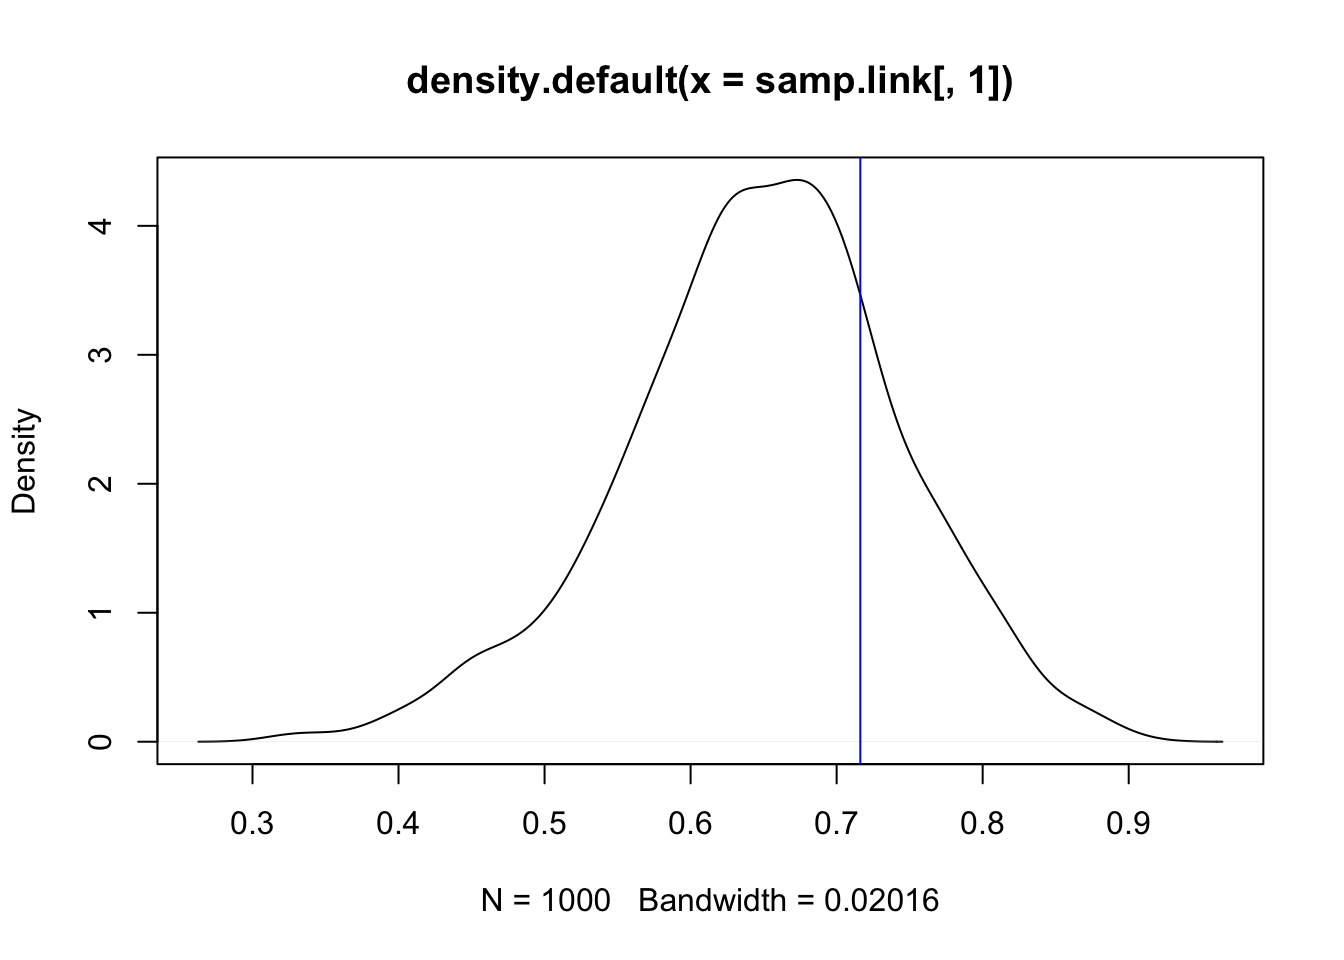 density.default(x = samp.link[, 1])
Density
4
3
2
1
0
0.3 0.4 0.5 0.6 0.7 0.8 0.9
N = 1000 Bandwidth = 0.02016